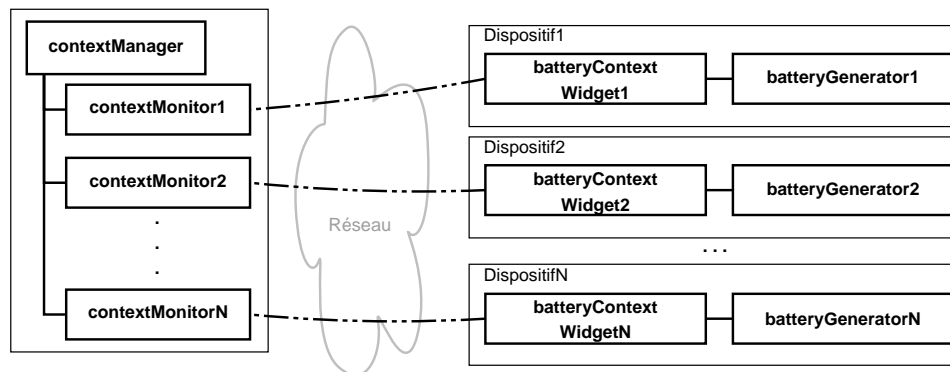 contextManager
contextMonitor1
contextMonitor2
.
.
.
contextMonitorN
Réseau
Dispositif1
batteryContext
Widget1
batteryGenerator1
Dispositif2
batteryContext
Widget2
batteryGenerator2
...
DispositifN
batteryContext
WidgetN
batteryGeneratorN